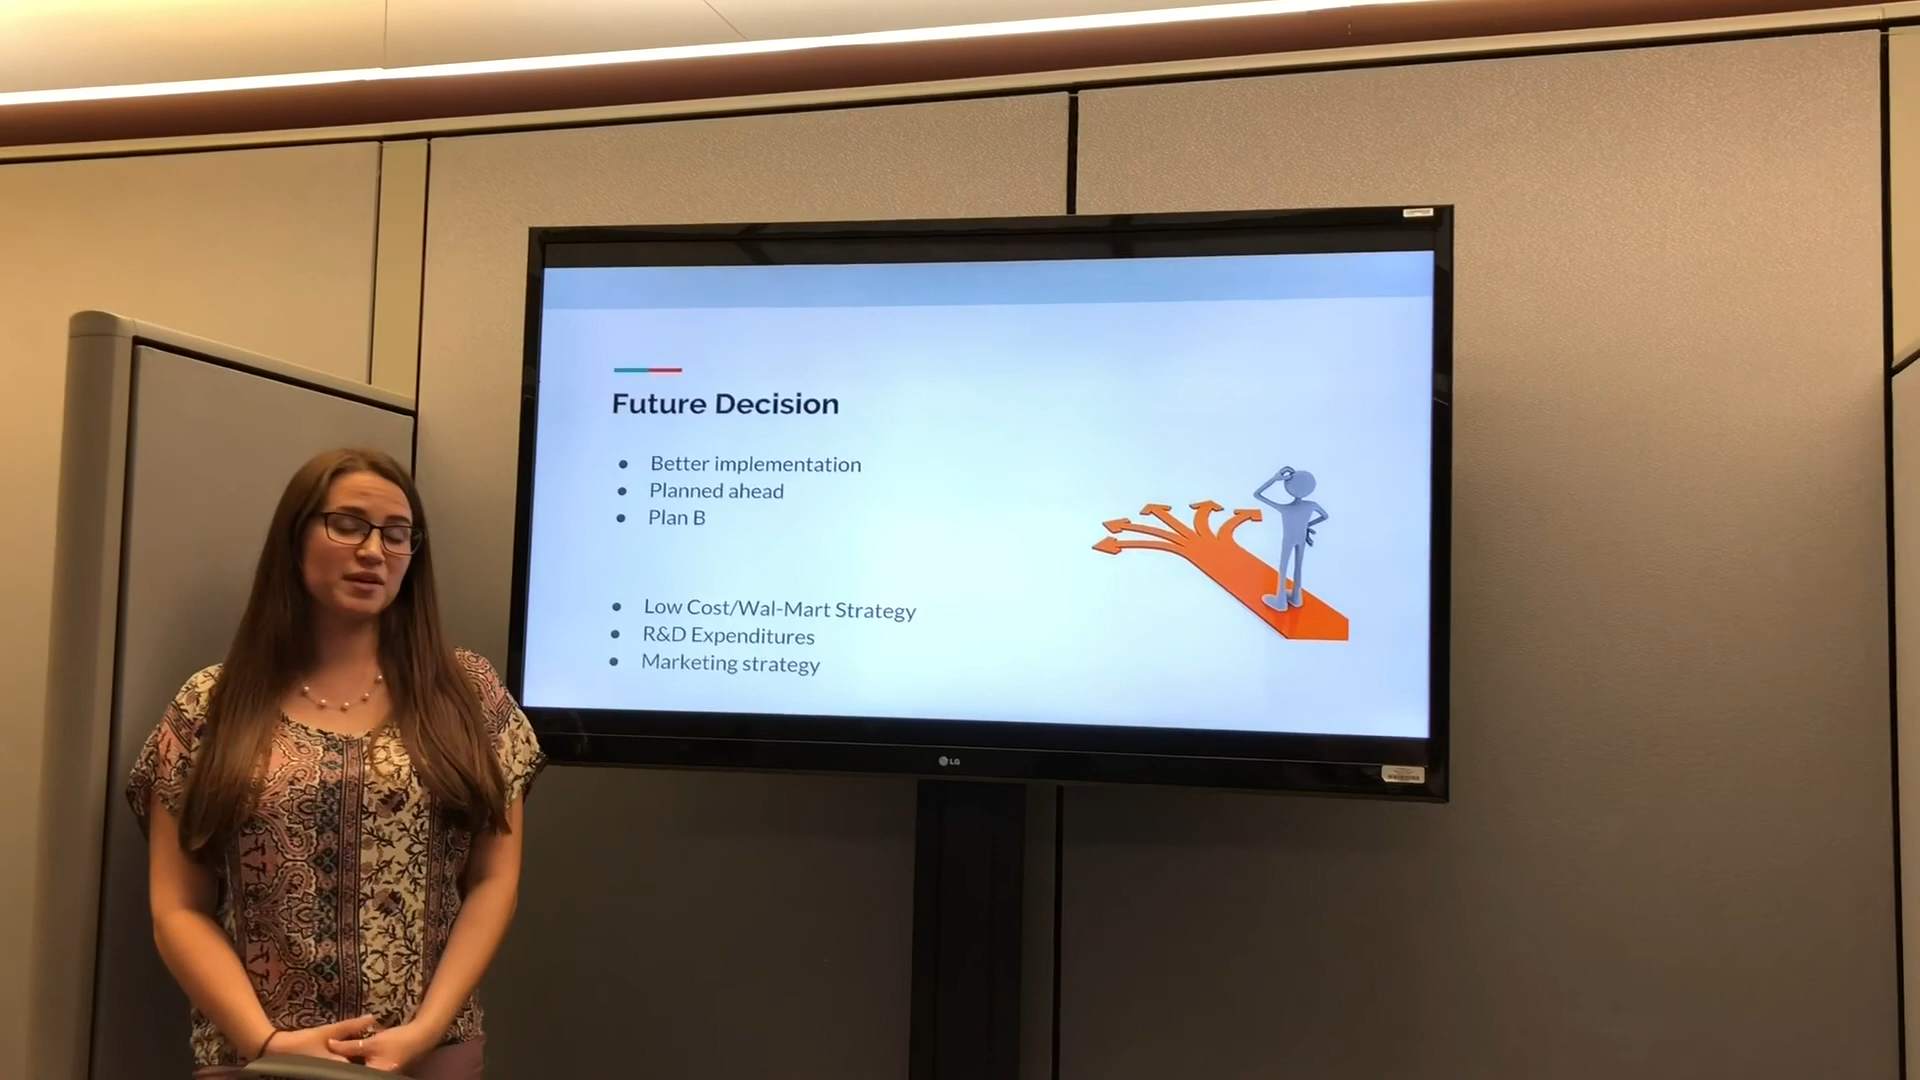 Future Decision
Better implementation
Planned ahead
Plan B
Low Cost/Wal-Mart Strategy
R&D Expenditures
Marketing strategy
LG